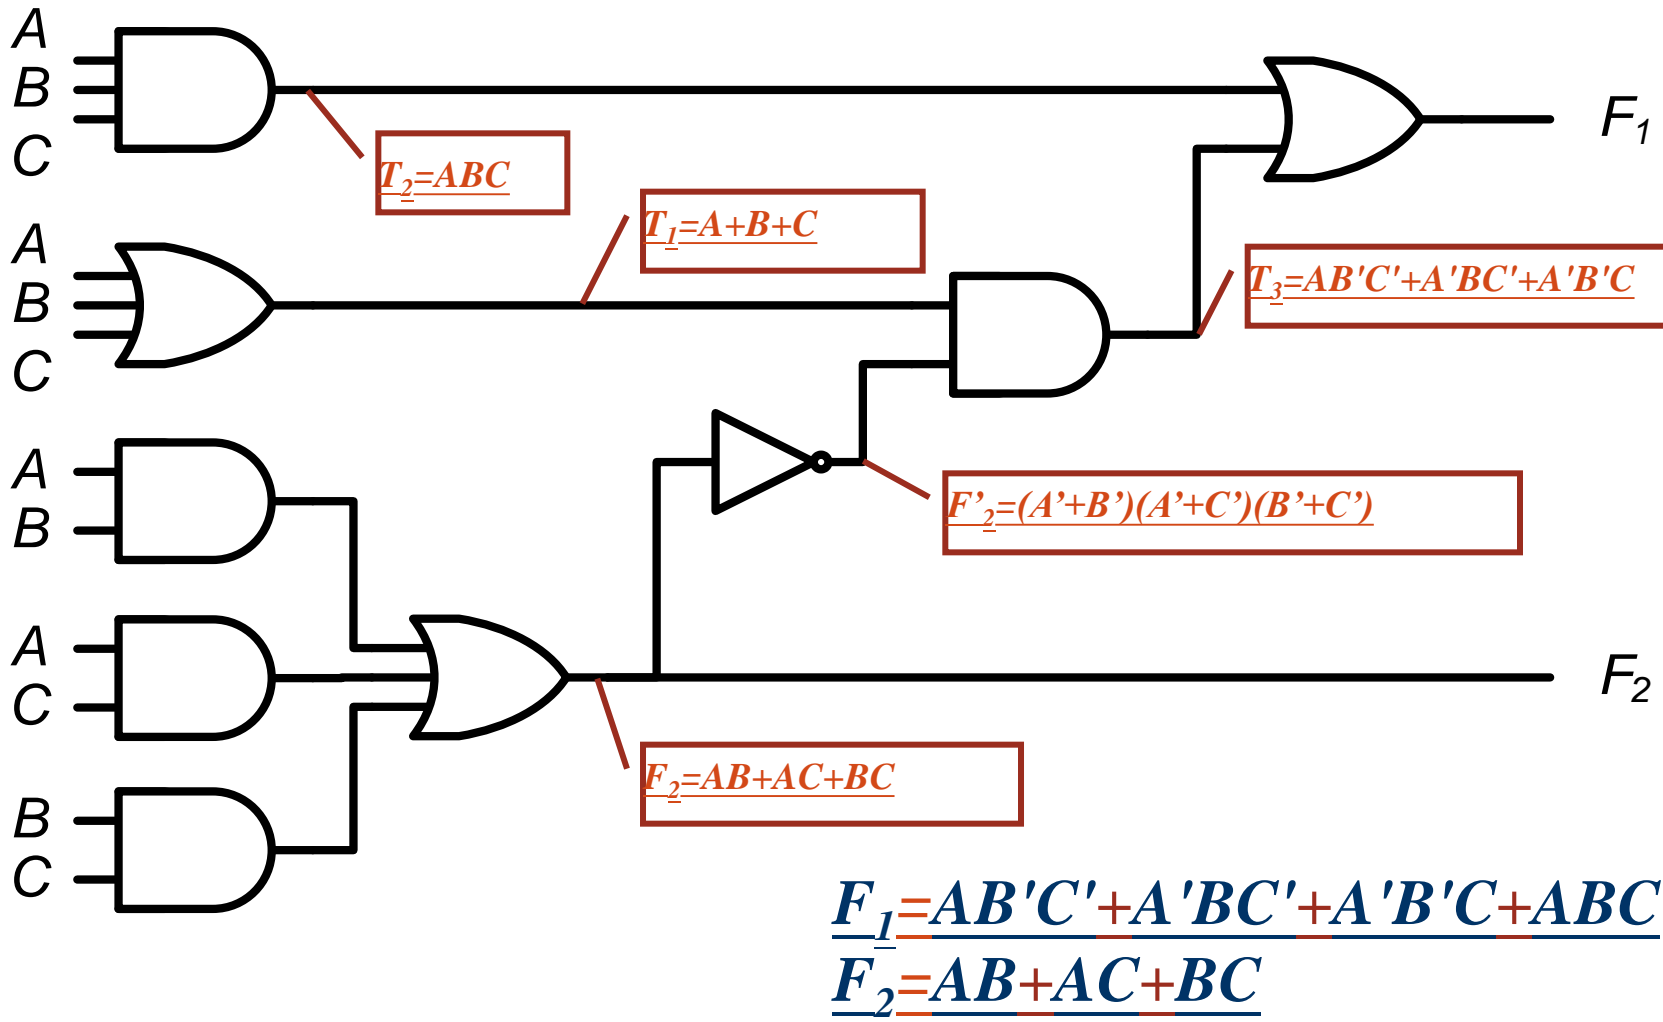 A
B
C
T2=ABC
F1
A
B
C
T1=A+B+C
T3=AB'C'+A'BC'+A'B'C
A
B
F’2=(A’+B’)(A’+C’)(B’+C’)
A
C
F2
F2=AB+AC+BC
B
C
F1=AB'C'+A'BC'+A'B'C+ABC
F2=AB+AC+BC